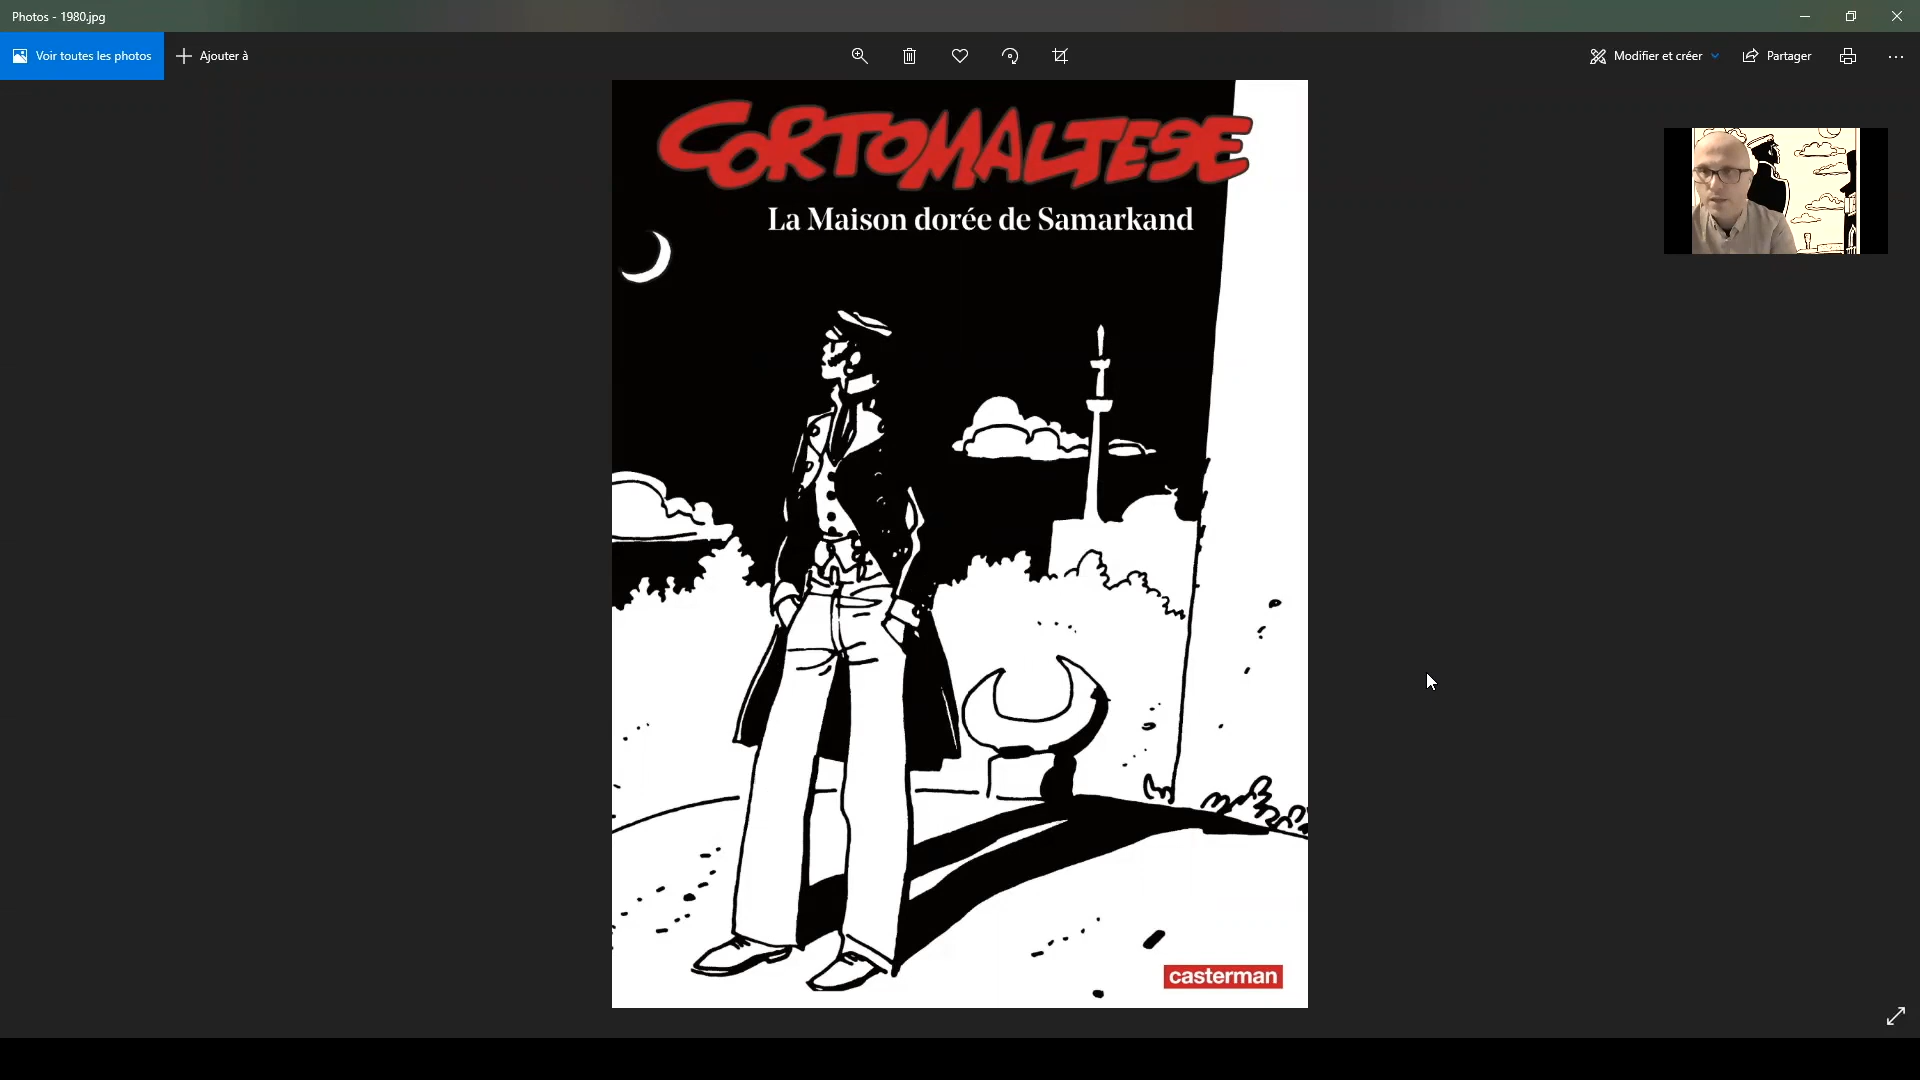 Photos - 1980.jpg
Voir toutes les photos
Ajouter à
Modifier et créer
Partager
CORTO MALTESE
La Maison dorée de Samarkand
casterman